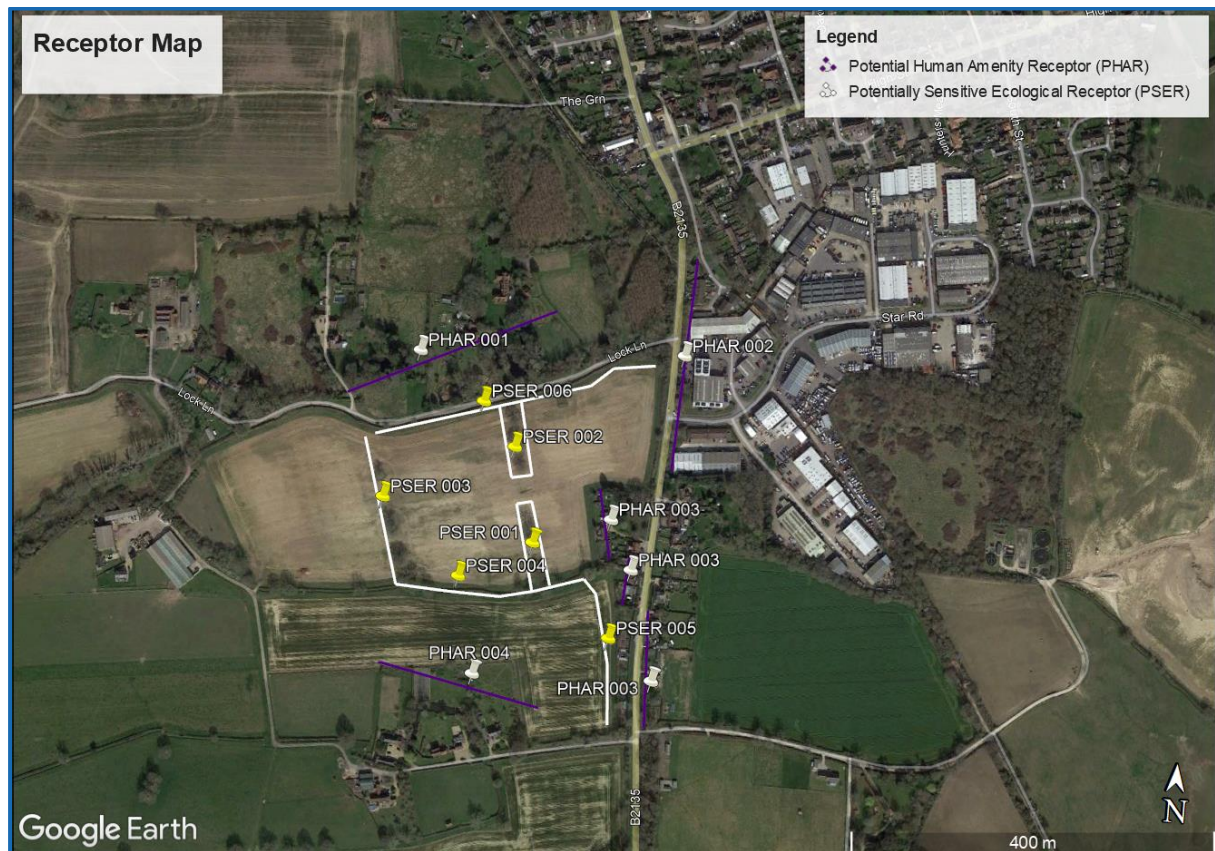 Receptor Map
Legend
Potential Human Amenity Receptor (PHAR)
Potentially Sensitive Ecological Receptor (PSER)
The Grn
B2135
PHAR 001
PHAR 002
Star Rd
Lock Ln
Lock-Ln
PSER 006
PSER 002
PSER 003
PHAR 003
PSER 001
PHAR 003
PSER 004
PSER 005
PHAR 004
PHAR 003
B2135
N
Google Earth
400 m